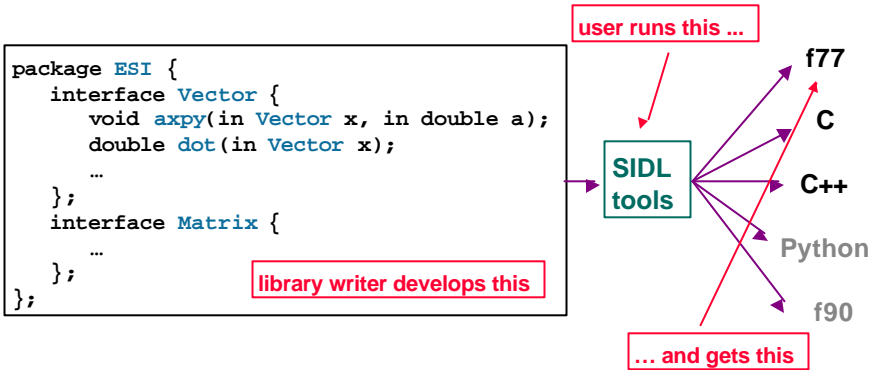 user runs this ...
package ESI {
interface Vector {
void axpy(in Vector x, in double a);
double dot(in Vector x);
…
};
interface Matrix {
…
};
};
library writer develops this
SIDL
tools
f77
C
C++
Python
f90
… and gets this